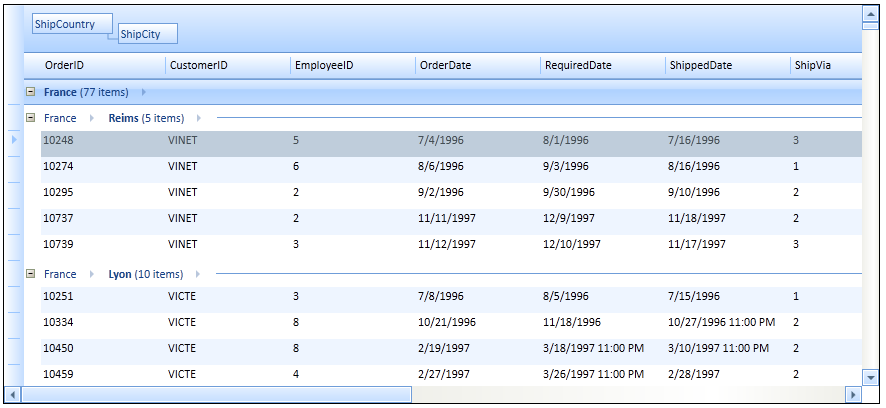 ShipCountry
ShipCity
OrderID CustomerID EmployeeID OrderDate RequiredDate ShippedDate ShipVia
France (77 items)
France Reims (5 items)
10248 VINET 5 7/4/1996 8/1/1996 7/16/1996 3
10274 VINET 6 8/6/1996 9/3/1996 8/16/1996 1
10295 VINET 2 9/2/1996 9/30/1996 9/10/1996 2
10737 VINET 2 11/11/1997 12/9/1997 11/18/1997 2
10739 VINET 3 11/12/1997 12/10/1997 11/17/1997 3
France Lyon (10 items)
10251 VICTE 3 7/8/1996 8/5/1996 7/15/1996 1
10334 VICTE 8 10/21/1996 11/18/1996 10/27/1996 11:00 PM 2
10450 VICTE 8 2/19/1997 3/18/1997 11:00 PM 3/10/1997 11:00 PM 2
10459 VICTE 4 2/27/1997 3/26/1997 11:00 PM 2/28/1997 2